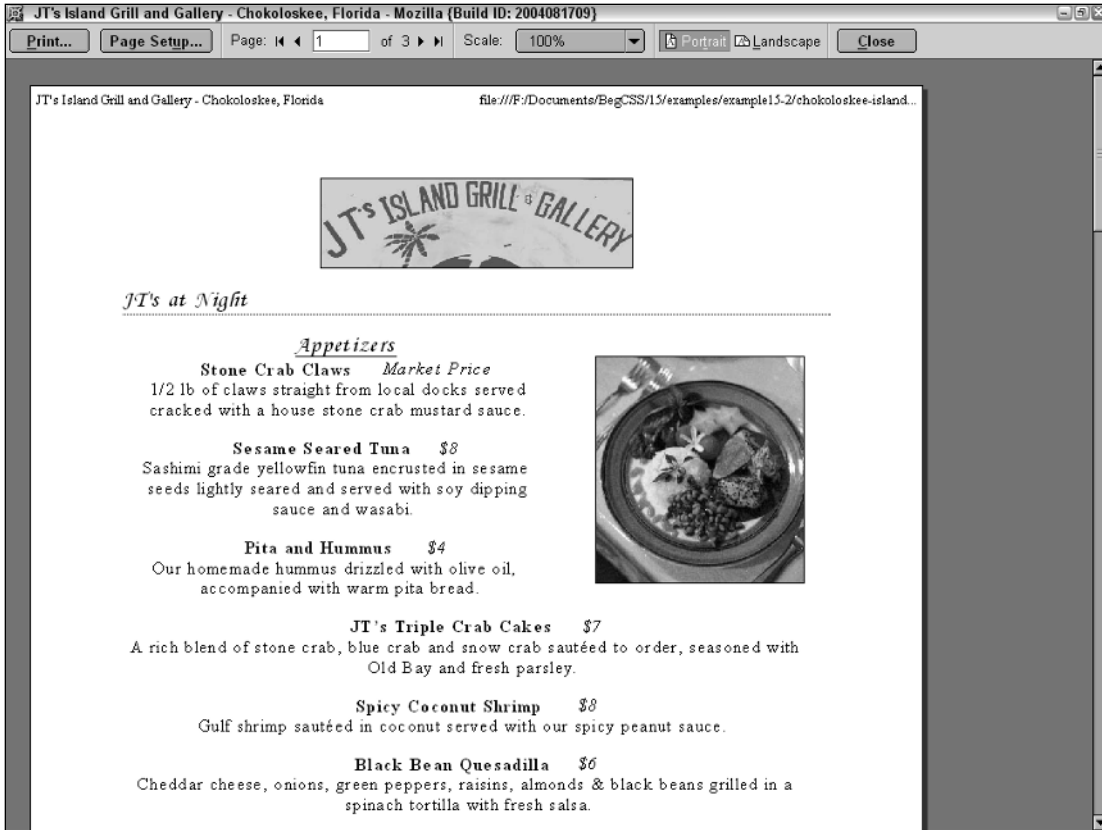 JT's Island Grill and Gallery - Chokoloskee, Florida - Mozilla {Build ID: 2004081709}
Print... Page Setup... Page: 1 of 3 Scale: 100% Portrait Landscape Close
JT's Island Grill and Gallery - Chokoloskee, Florida file:///F:/Documents/BegCSS/15/examples/example15-2/chokoloskee-island...
JT's ISLAND GRILL & GALLERY
JT's at Night
Appetizers
Stone Crab Claws Market Price
1/2 lb of claws straight from local docks served
cracked with a house stone crab mustard sauce.
Sesame Seared Tuna $8
Sashimi grade yellowfin tuna encrusted in sesame
seeds lightly seared and served with soy dipping
sauce and wasabi.
Pita and Hummus $4
Our homemade hummus drizzled with olive oil,
accompanied with warm pita bread.
JT's Triple Crab Cakes $7
A rich blend of stone crab, blue crab and snow crab sautéed to order, seasoned with
Old Bay and fresh parsley.
Spicy Coconut Shrimp $8
Gulf shrimp sautéed in coconut served with our spicy peanut sauce.
Black Bean Quesadilla $6
Cheddar cheese, onions, green peppers, raisins, almonds & black beans grilled in a
spinach tortilla with fresh salsa.